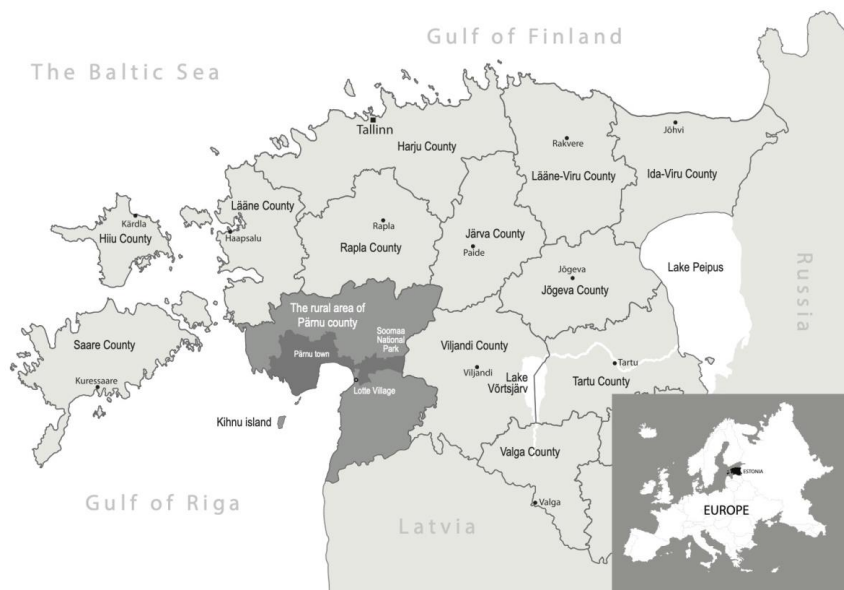 Gulf of Finland
The Baltic Sea
Tallinn
Harju County
Rakvere
Jõhvi
Lääne-Viru County
Ida-Viru County
Lääne County
Kärdla
Hiiu County
Haapsalu
Rapla
Rapla County
Järva County
Paide
Lake Peipus
Russia
Jõgeva
Jõgeva County
The rural area of
Pärnu county
Soomaa
National
Park
Pärnu town
Saare County
Kuressaare
Viljandi County
Viljandi
Lake
Võrtsjärv
Tartu
Tartu County
Lotte Village
Kihnu island
Valga County
Valga
Gulf of Riga
Latvia
ESTONIA
EUROPE